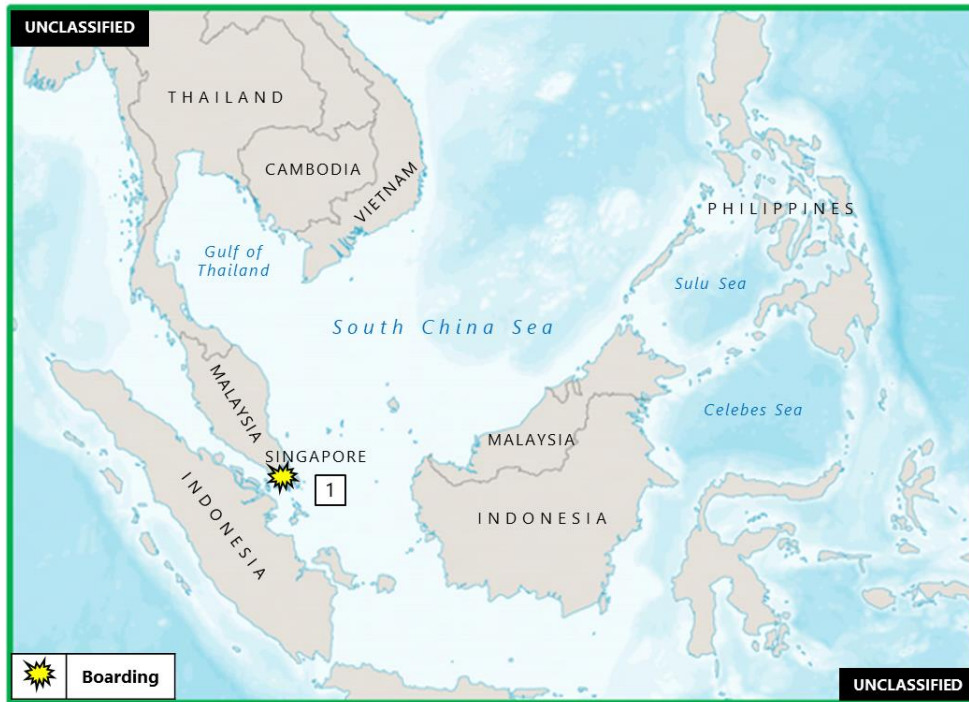 UNCLASSIFIED
THAILAND
CAMBODIA
VIETNAM
PHILIPPINES
Gulf of
Thailand
Sulu Sea
South China Sea
MALAYSIA
Celebes Sea
MALAYSIA
SINGAPORE
1
INDONESIA
INDONESIA
Boarding
UNCLASSIFIED